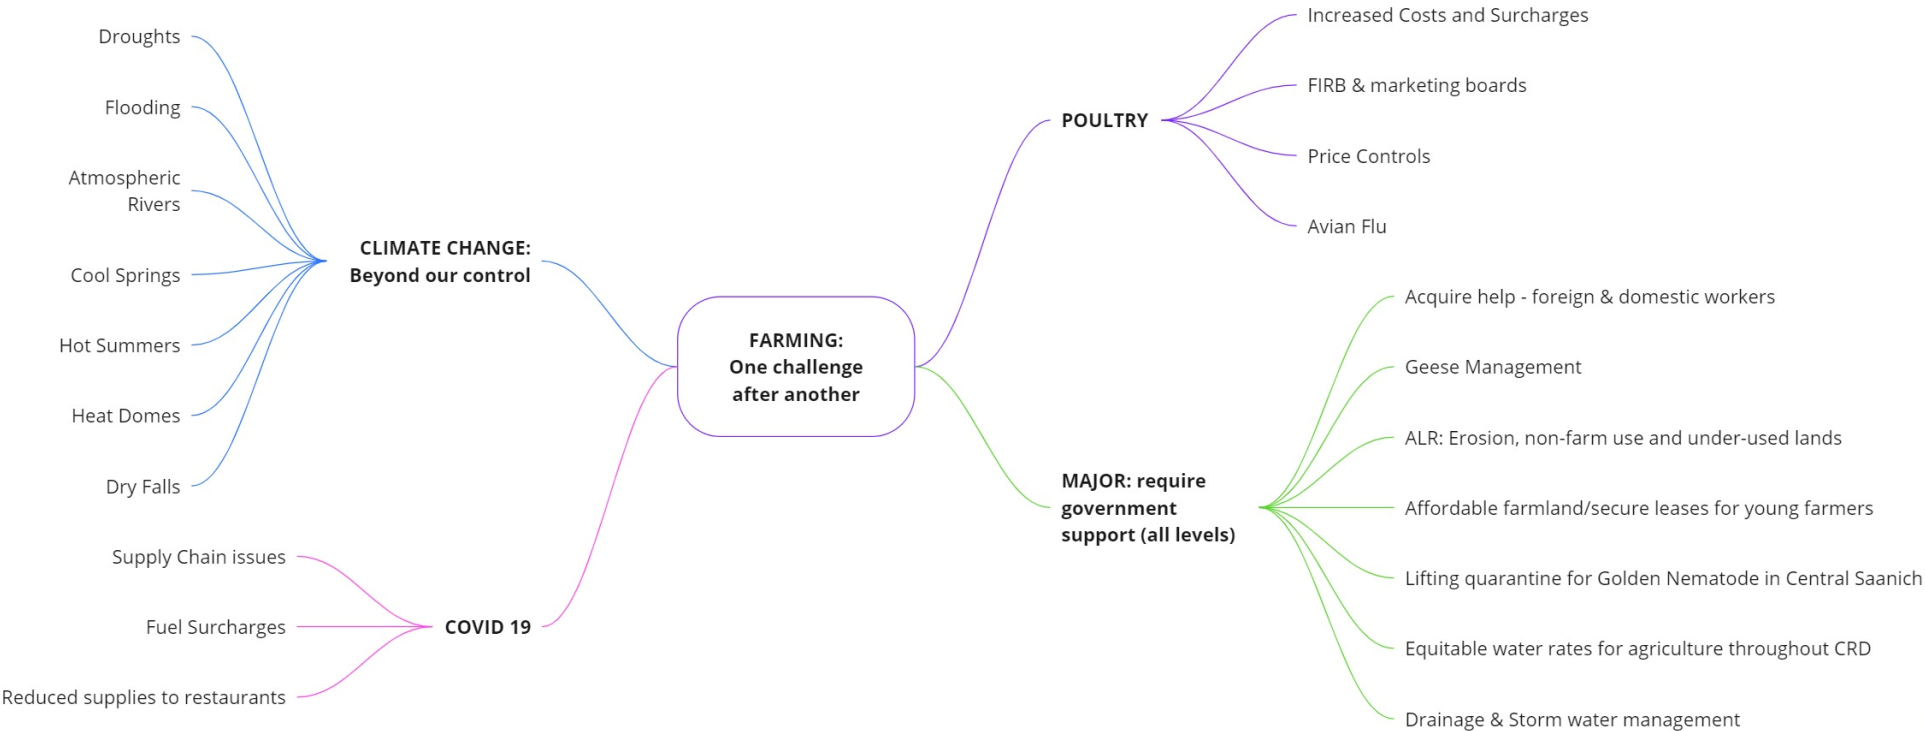 Droughts
Flooding
Atmospheric
Rivers
Cool Springs
Hot Summers
Heat Domes
Dry Falls
CLIMATE CHANGE:
Beyond our control
Supply Chain issues
Fuel Surcharges
Reduced supplies to restaurants
COVID 19
FARMING:
One challenge
after another
POULTRY
Increased Costs and Surcharges
FIRB & marketing boards
Price Controls
Avian Flu
MAJOR: require
government
support (all levels)
Acquire help - foreign & domestic workers
Geese Management
ALR: Erosion, non-farm use and under-used lands
Affordable farmland/secure leases for young farmers
Lifting quarantine for Golden Nematode in Central Saanich
Equitable water rates for agriculture throughout CRD
Drainage & Storm water management